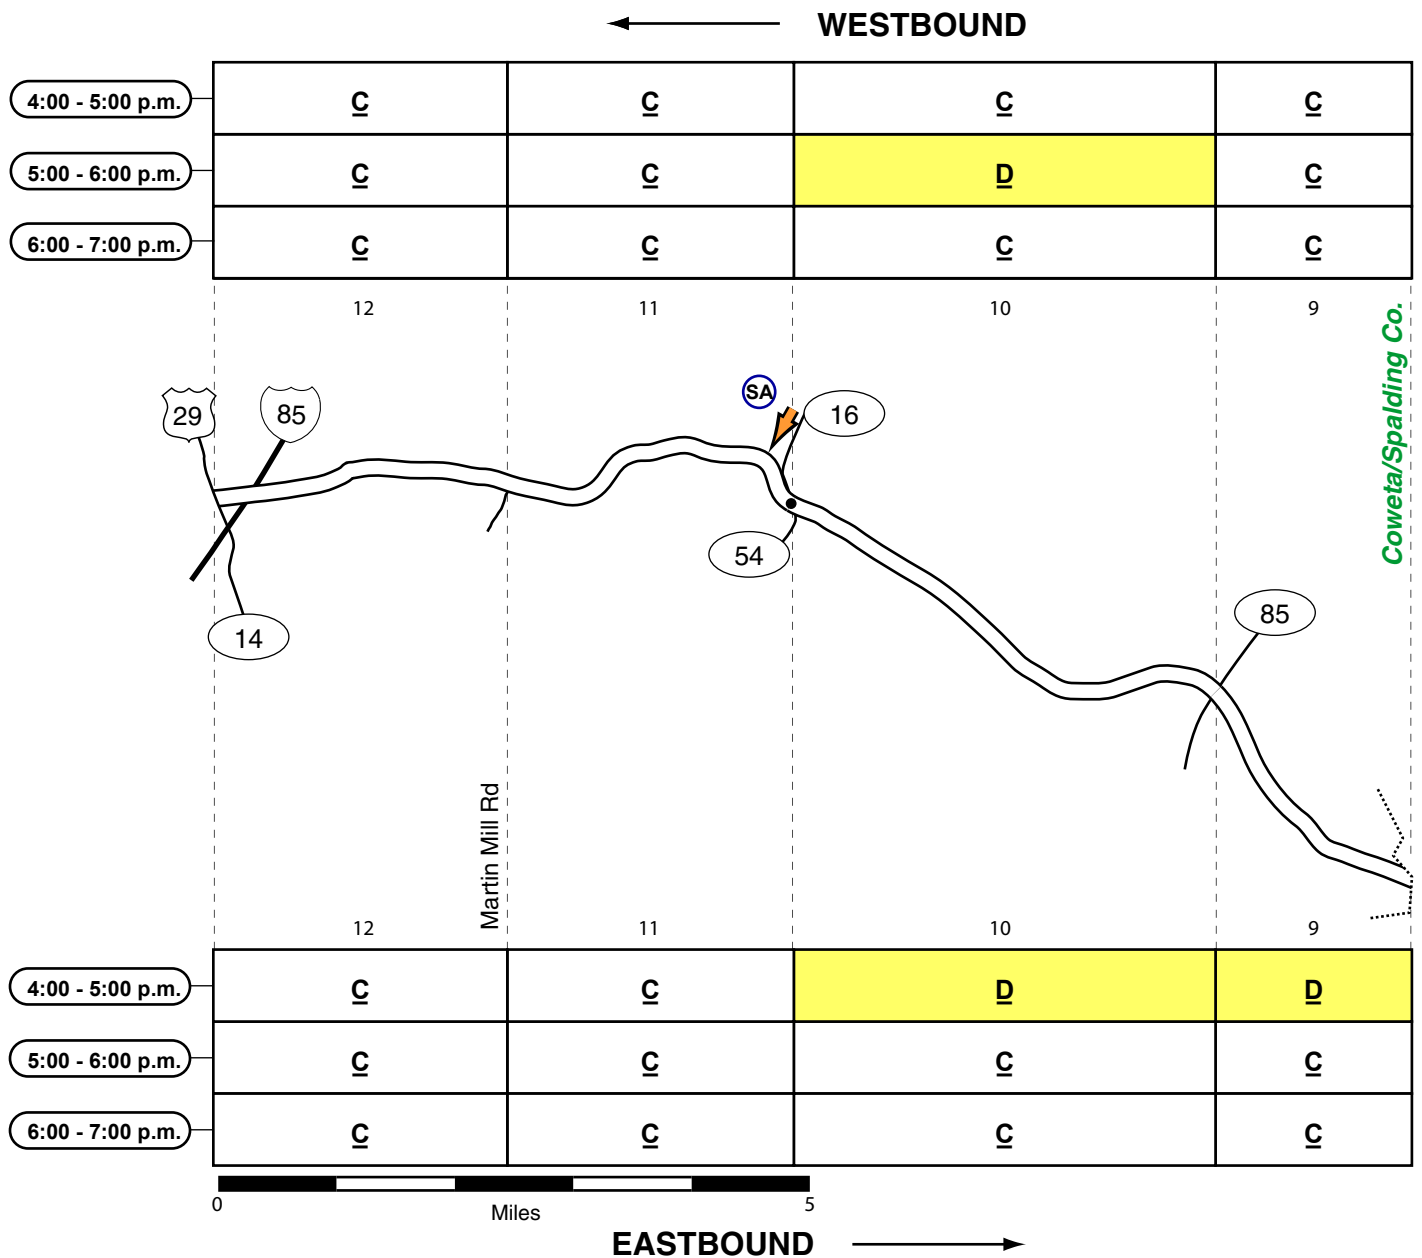 WESTBOUND
4:00 - 5:00 p.m. C C C C
5:00 - 6:00 p.m. C C D C
6:00 - 7:00 p.m. C C C C
12 11 10 9
Coweta/Spalding Co.
29 85 SA 16
54
14
85
Martin Mill Rd
12 11 10 9
4:00 - 5:00 p.m. C C D D
5:00 - 6:00 p.m. C C C C
6:00 - 7:00 p.m. C C C C
0 5
Miles
EASTBOUND